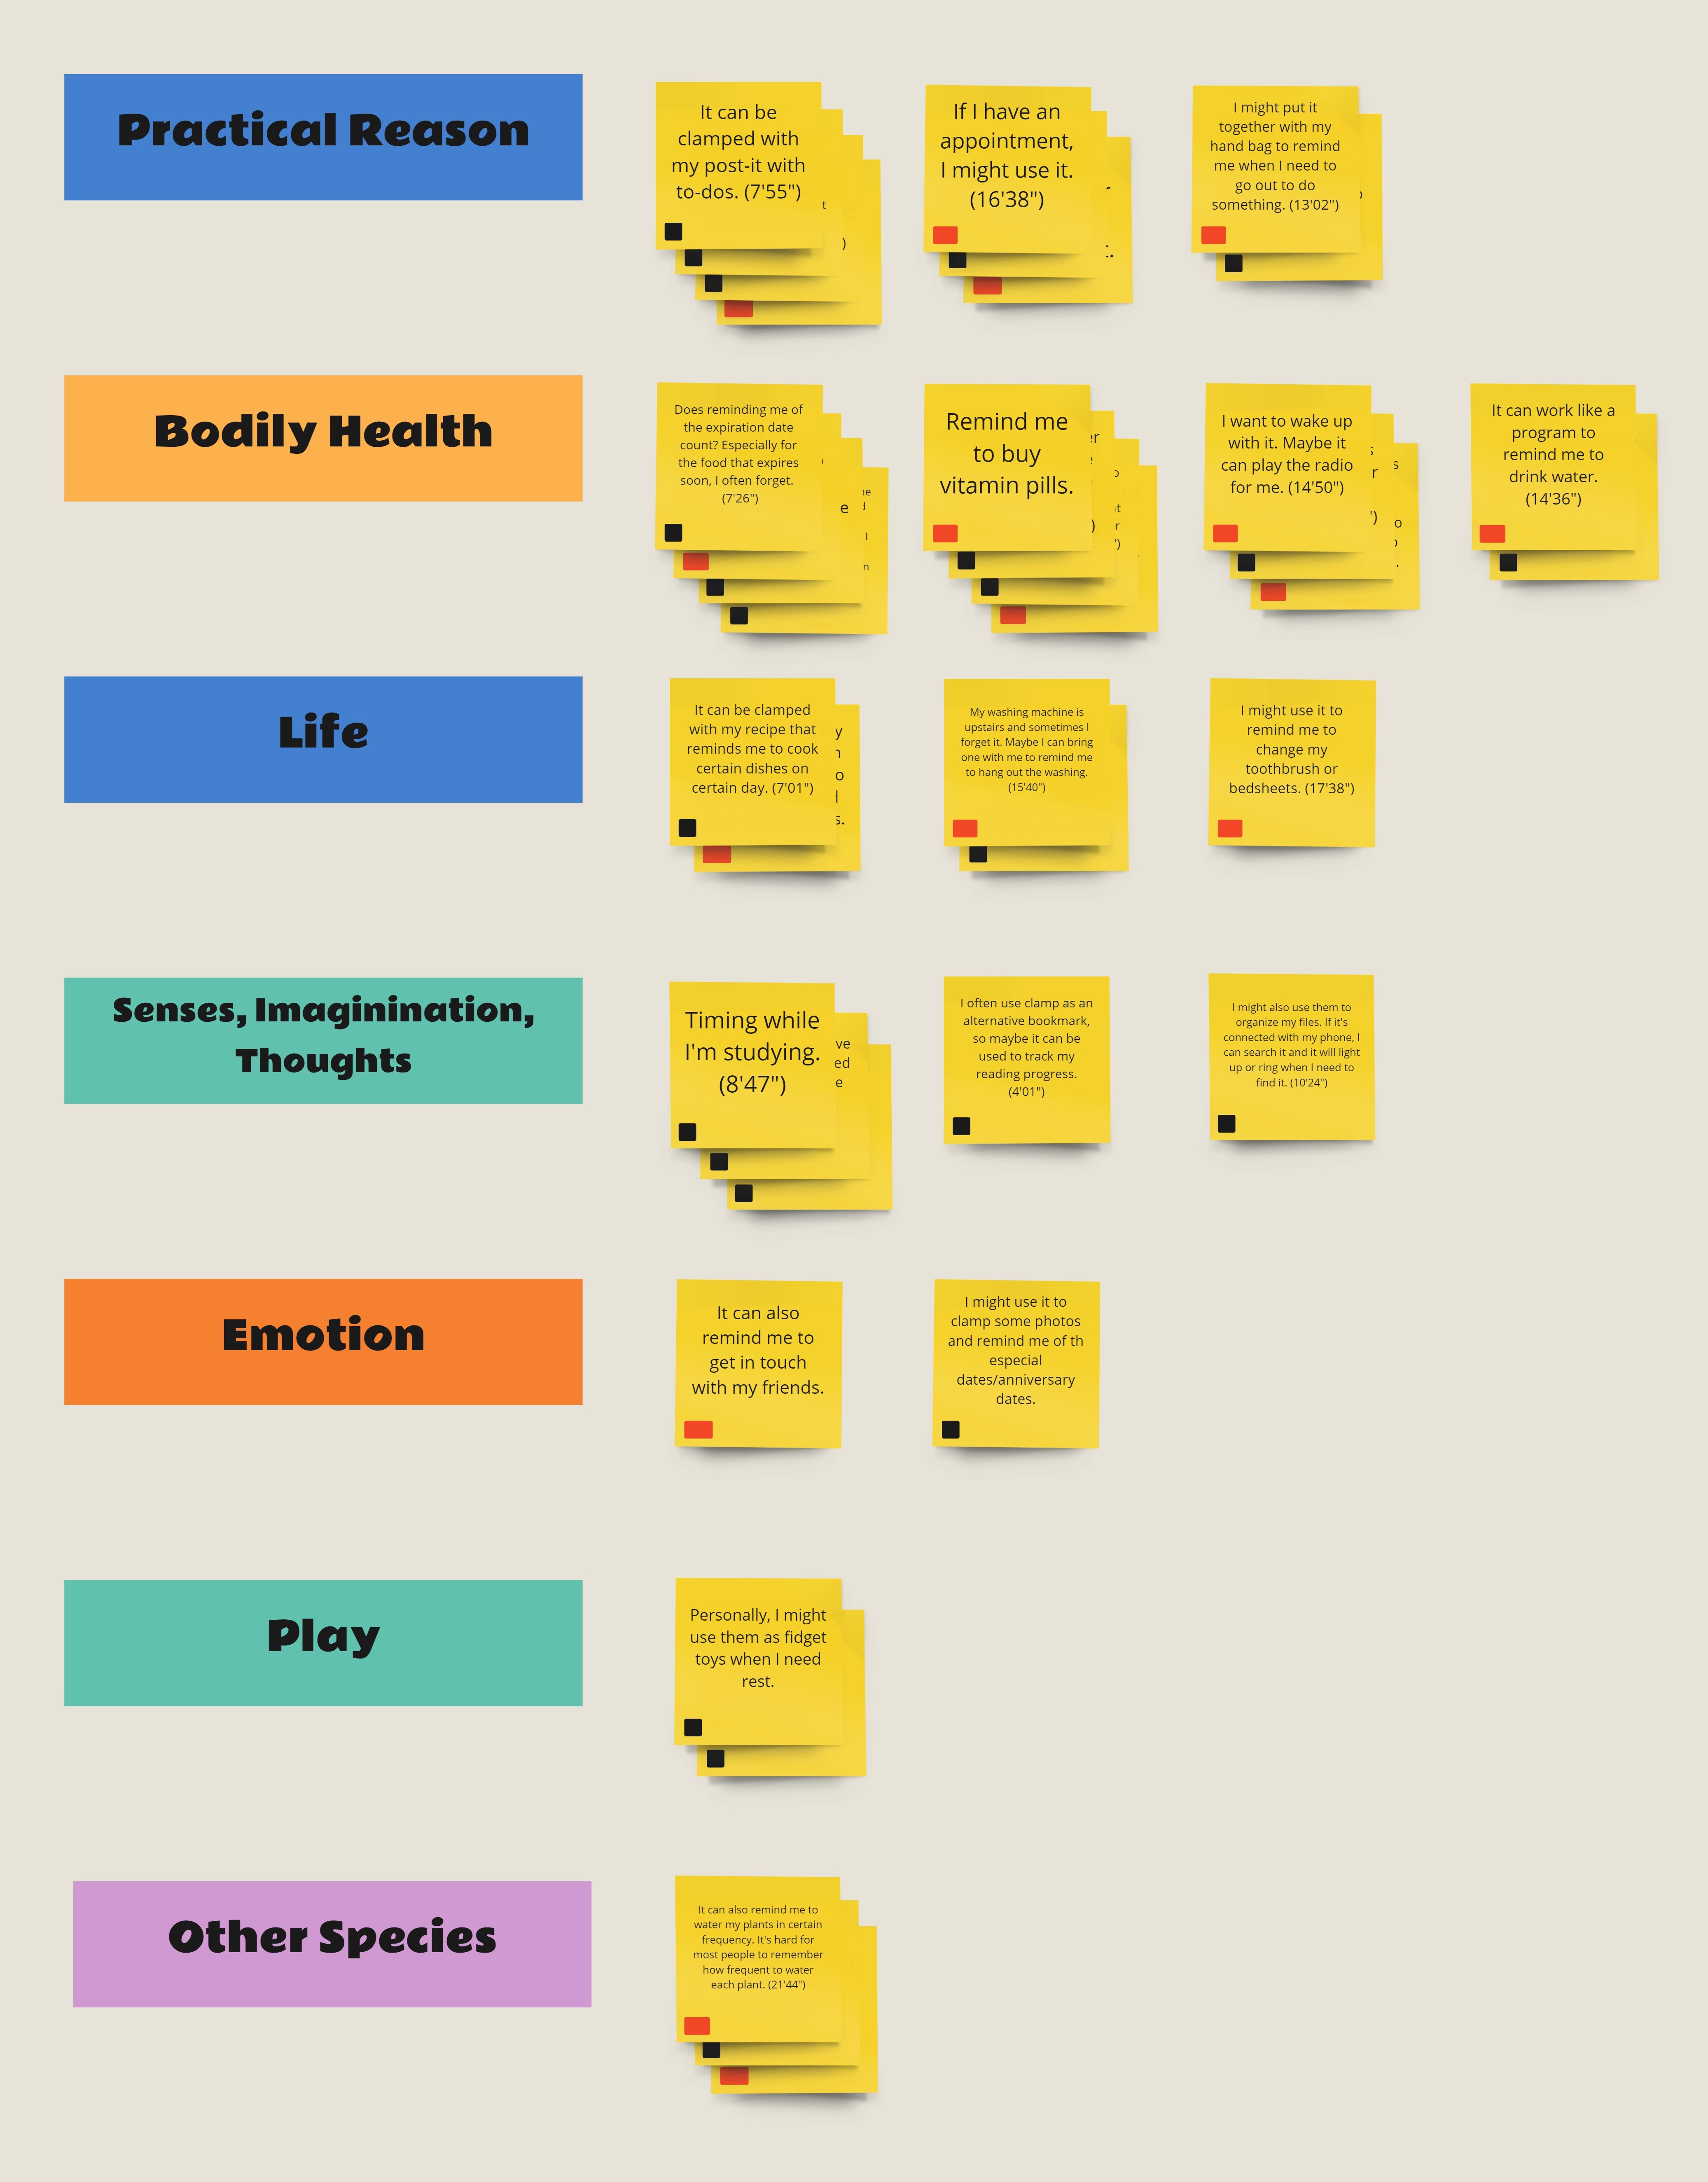 Practical Reason
It can be
clamped with
my post-it with
to-dos. (7'55")
If I have an
appointment,
I might use it.
(16'38")
I might put it
together with my
hand bag to remind
me when I need to
go out to do
something. (13'02")
Bodily Health
Does reminding me of
the expiration date
count? Especially for
the food that expires
soon, I often forget.
(7'26")
Remind me
to buy
vitamin pills.
I want to wake up
with it. Maybe it
can play the radio
for me. (14'50")
It can work like a
program to
remind me to
drink water.
(14'36")
Life
It can be clamped
with my recipe that
reminds me to cook
certain dishes on
certain day. (7'01")
My washing machine is
upstairs and sometimes I
forget it. Maybe I can bring
one with me to remind me
to hang out the washing.
(15'40")
I might use it to
remind me to
change my
toothbrush or
bedsheets. (17'38")
Senses, Imaginination,
Thoughts
Timing while
I'm studying.
(8'47")
I often use clamp as an
alternative bookmark,
so maybe it can be
used to track my
reading progress.
(4'01")
I might also use them to
organize my files. If it's
connected with my phone, I
can search it and it will light
up or ring when I need to
find it. (10'24")
Emotion
It can also
remind me to
get in touch
with my friends.
I might use it to
clamp some photos
and remind me of th
especial
dates/anniversary
dates.
Play
Personally, I might
use them as fidget
toys when I need
rest.
Other Species
It can also remind me to
water my plants in certain
frequency. It's hard for
most people to remember
how frequent to water
each plant. (21'44")